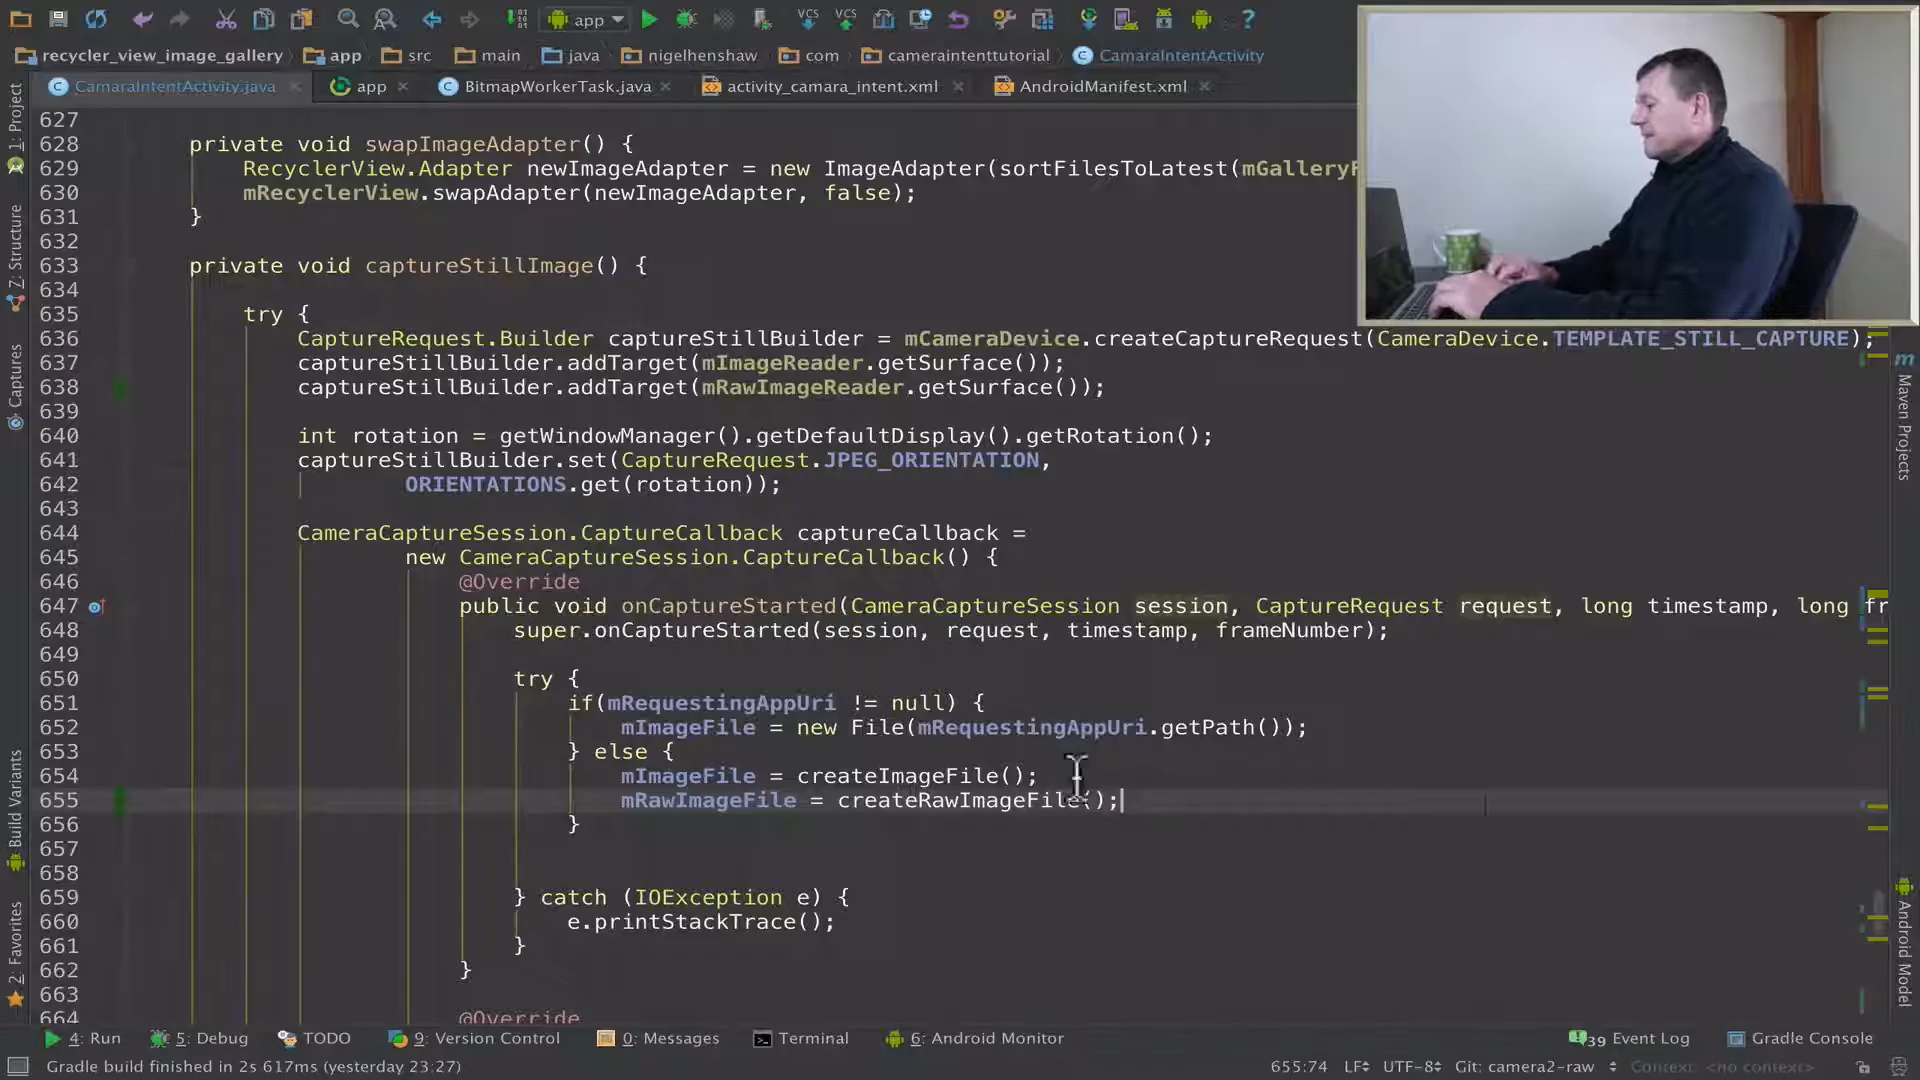 app
recycler_view_image_gallery app src main java nigelhenshaw com cameraintenttutorial CamaraIntentActivity
CamaraIntentActivity.java app BitmapWorkerTask.java activity_camara_intent.xml AndroidManifest.xml
1: Project
7: Structure
Captures
Build Variants
2: Favorites
627
628 private void swapImageAdapter() {
629 RecyclerView.Adapter newImageAdapter = new ImageAdapter(sortFilesToLatest(mGalleryF
630 mRecyclerView.swapAdapter(newImageAdapter, false);
631 }
632
633 private void captureStillImage() {
634
635 try {
636 CaptureRequest.Builder captureStillBuilder = mCameraDevice.createCaptureRequest(CameraDevice.TEMPLATE_STILL_CAPTURE);
637 captureStillBuilder.addTarget(mImageReader.getSurface());
638 captureStillBuilder.addTarget(mRawImageReader.getSurface());
639
640 int rotation = getWindowManager().getDefaultDisplay().getRotation();
641 captureStillBuilder.set(CaptureRequest.JPEG_ORIENTATION,
642 ORIENTATIONS.get(rotation));
643
644 CameraCaptureSession.CaptureCallback captureCallback =
645 new CameraCaptureSession.CaptureCallback() {
646 @Override
647 public void onCaptureStarted(CameraCaptureSession session, CaptureRequest request, long timestamp, long fr
648 super.onCaptureStarted(session, request, timestamp, frameNumber);
649
650 try {
651 if(mRequestingAppUri != null) {
652 mImageFile = new File(mRequestingAppUri.getPath());
653 } else {
654 mImageFile = createImageFile();
655 mRawImageFile = createRawImageFile();
656 }
657
658
659 } catch (IOException e) {
660 e.printStackTrace();
661 }
662 }
663
664 @Override
Maven Projects
Android Model
4: Run 5: Debug TODO 9: Version Control 0: Messages Terminal 6: Android Monitor 39 Event Log Gradle Console
Gradle build finished in 2s 617ms (yesterday 23:27) 655:74 LF UTF-8 Git: camera2-raw Context: <no context>